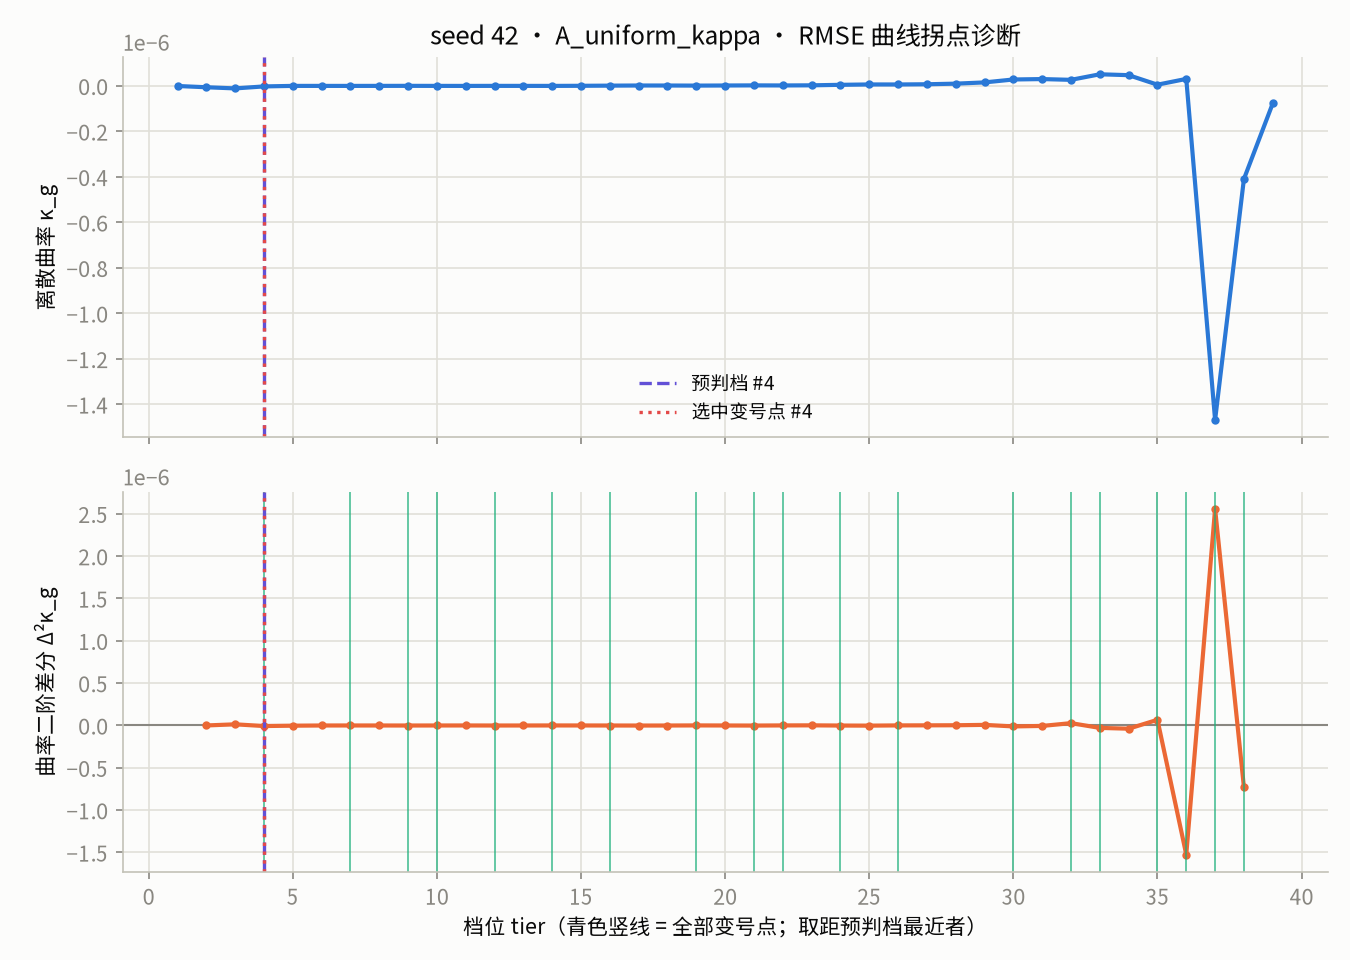 seed 42 · A_uniform_kappa · RMSE 曲线拐点诊断
1e−6
离散曲率 κ_g
0.0
−0.2
−0.4
−0.6
−0.8
−1.0
−1.2
−1.4
预判档 #4
选中变号点 #4
1e−6
曲率二阶差分 Δ²κ_g
2.5
2.0
1.5
1.0
0.5
0.0
−0.5
−1.0
−1.5
0 5 10 15 20 25 30 35 40
档位 tier（青色竖线 = 全部变号点；取距预判档最近者）